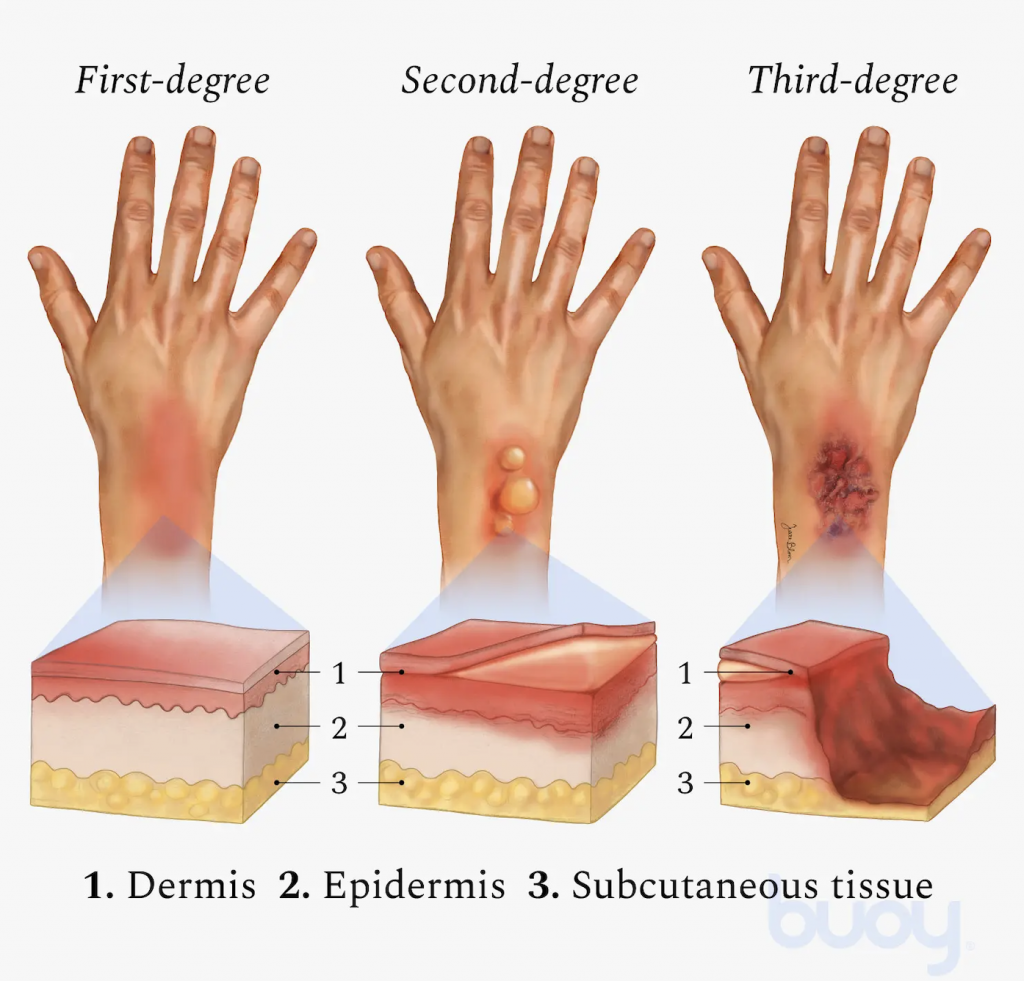 First-degree Second-degree Third-degree
1 1
2 2
3 3
1. Dermis 2. Epidermis 3. Subcutaneous tissue
buoy